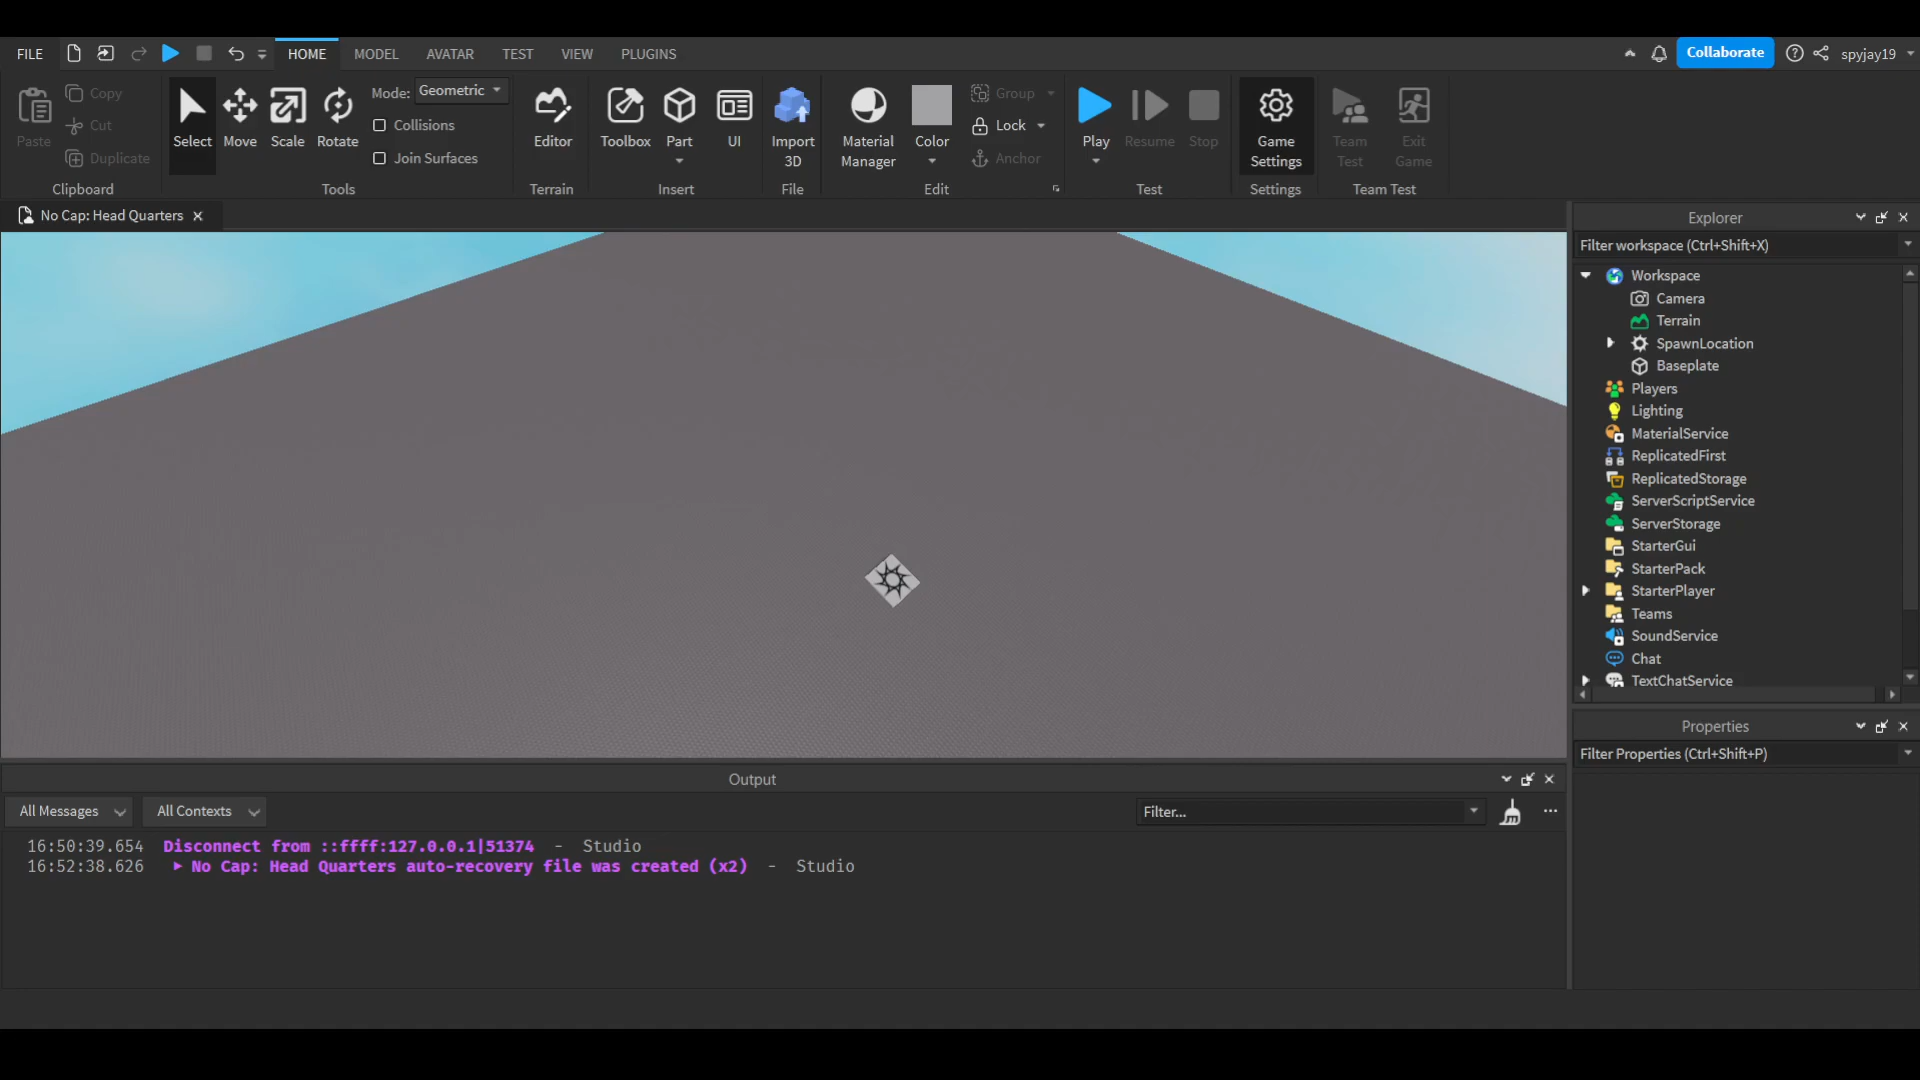 FILE HOME MODEL AVATAR TEST VIEW PLUGINS Collaborate spyjay19
Paste Copy Cut Duplicate Clipboard
Select Move Scale Rotate Mode: Geometric Collisions Join Surfaces Tools
Editor Terrain
Toolbox Part UI Insert
Import 3D File
Material Manager Color Group Lock Anchor Edit
Play Resume Stop Test
Game Settings Settings
Team Test Exit Game Team Test
No Cap: Head Quarters
Explorer
Filter workspace (Ctrl+Shift+X)
Workspace
Camera
Terrain
SpawnLocation
Baseplate
Players
Lighting
MaterialService
ReplicatedFirst
ReplicatedStorage
ServerScriptService
ServerStorage
StarterGui
StarterPack
StarterPlayer
Teams
SoundService
Chat
TextChatService
Properties
Filter Properties (Ctrl+Shift+P)
Output
All Messages All Contexts Filter...
16:50:39.654 Disconnect from ::ffff:127.0.0.1|51374 - Studio
16:52:38.626 No Cap: Head Quarters auto-recovery file was created (x2) - Studio